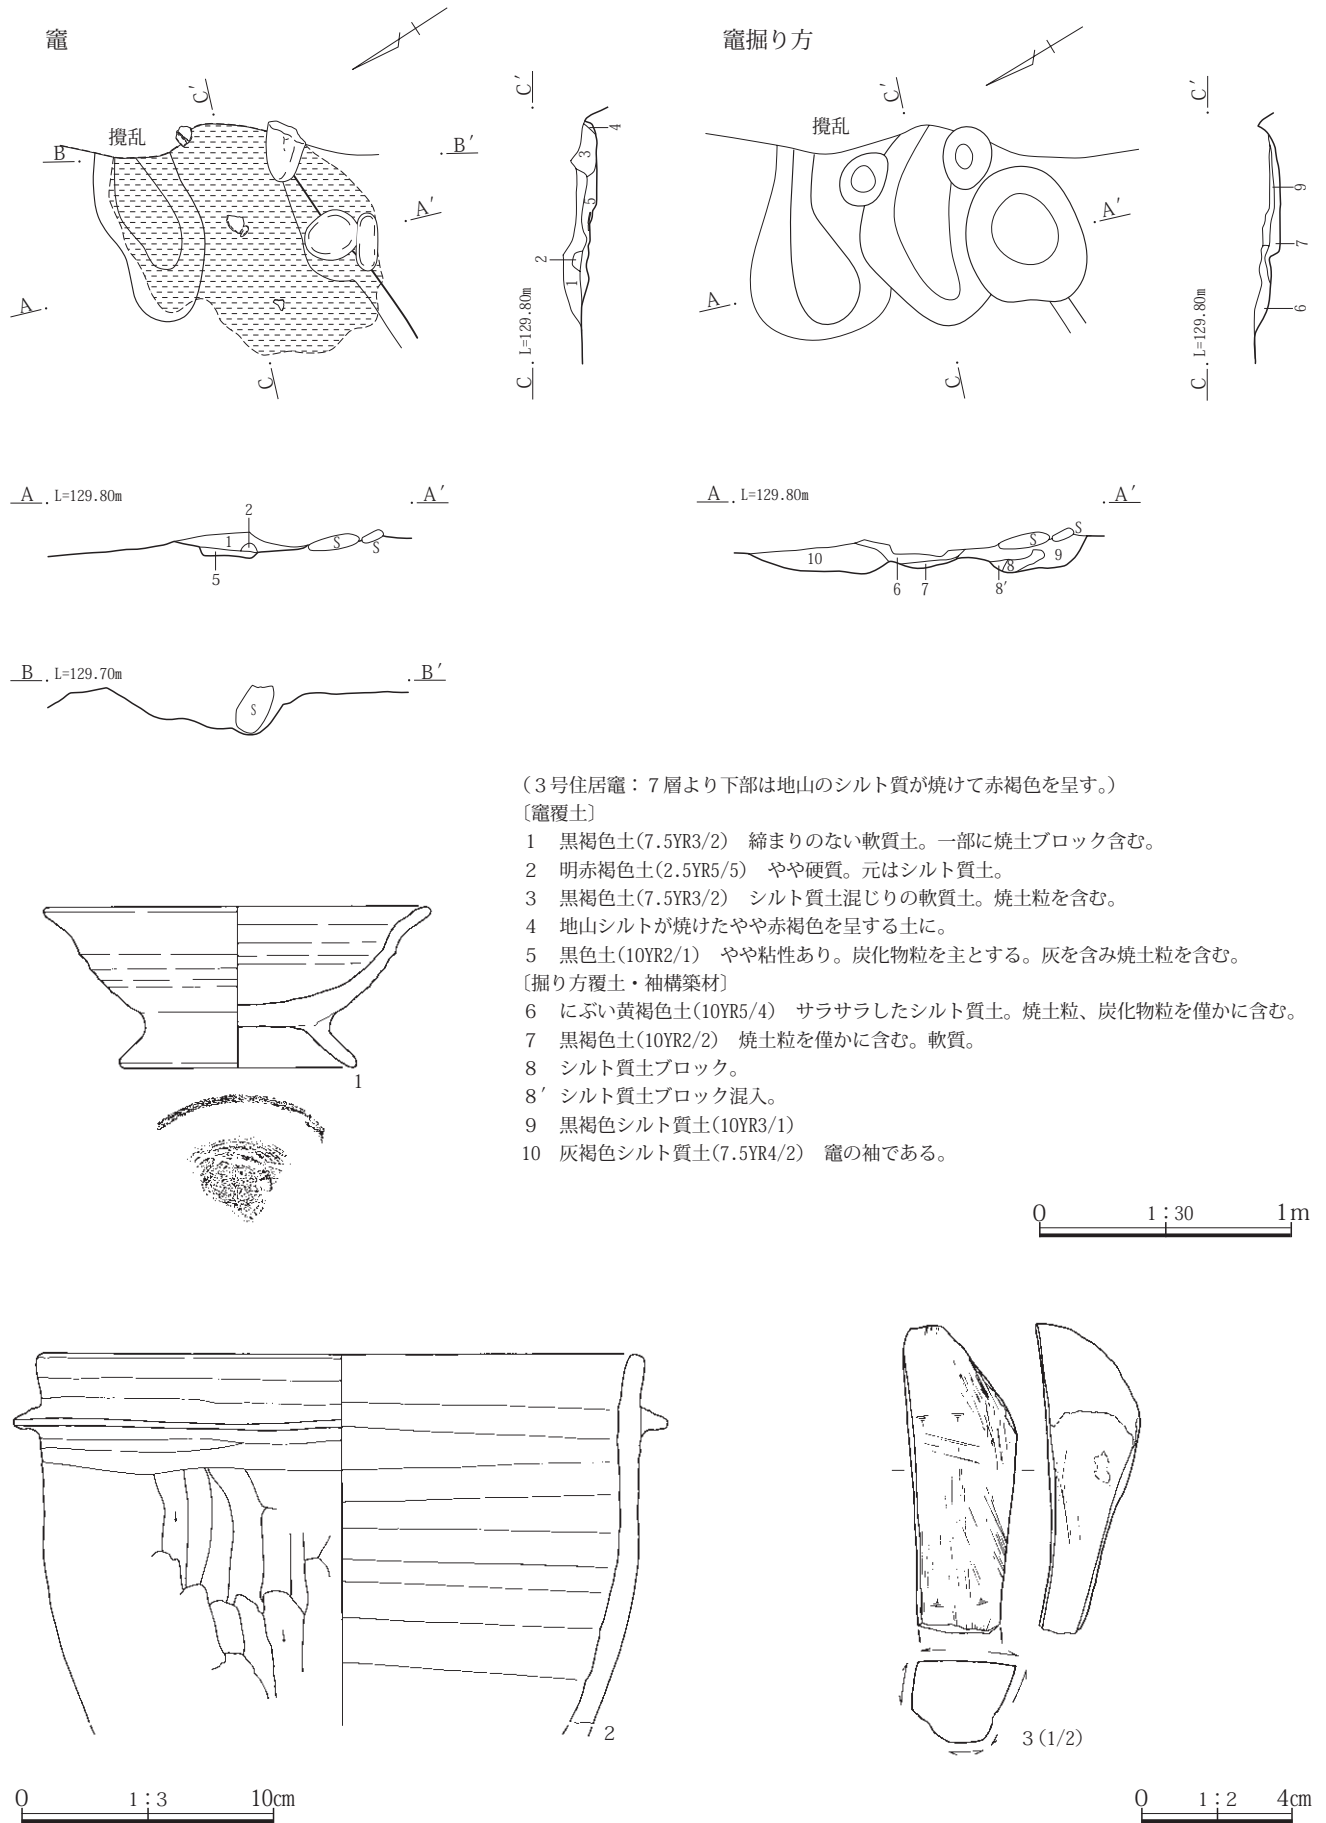 竈
竈掘り方
C′
攪乱
B
B′
A′
A
C
C′
4
3
5
2
1
L=129.80m
C
C′
攪乱
A′
A
C
C′
9
7
6
L=129.80m
C
A L=129.80m A′
2
1
S
S
5
A L=129.80m A′
10
S
S
9
8
6
7
8′
B L=129.70m B′
S
(3号住居竈：7層より下部は地山のシルト質が焼けて赤褐色を呈す。)
〔竈覆土〕
1 黒褐色土(7.5YR3/2) 締まりのない軟質土。一部に焼土ブロック含む。
2 明赤褐色土(2.5YR5/5) やや硬質。元はシルト質土。
3 黒褐色土(7.5YR3/2) シルト質土混じりの軟質土。焼土粒を含む。
4 地山シルトが焼けたやや赤褐色を呈する土に。
5 黒色土(10YR2/1) やや粘性あり。炭化物粒を主とする。灰を含み焼土粒を含む。
〔掘り方覆土・袖構築材〕
6 にぶい黄褐色土(10YR5/4) サラサラしたシルト質土。焼土粒、炭化物粒を僅かに含む。
7 黒褐色土(10YR2/2) 焼土粒を僅かに含む。軟質。
8 シルト質土ブロック。
8′ シルト質土ブロック混入。
9 黒褐色シルト質土(10YR3/1)
10 灰褐色シルト質土(7.5YR4/2) 竈の袖である。
1
0 1：30 1m
2
3(1/2)
0 1：3 10cm
0 1：2 4cm